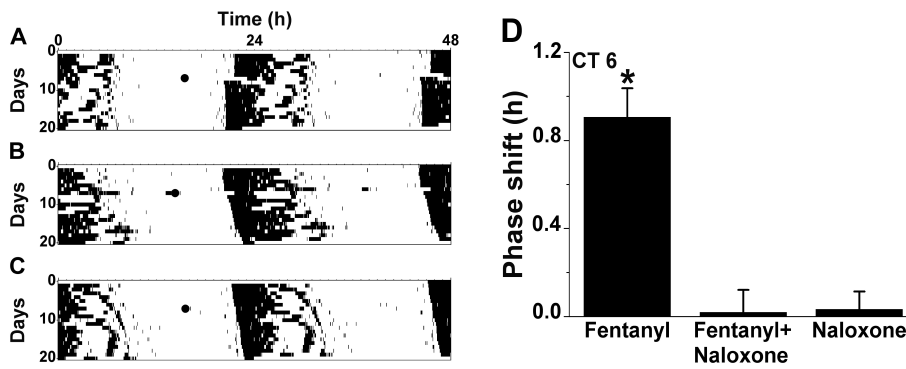 Time (h)
0 24 48
A
Days
0
10
20
B
Days
0
10
20
C
Days
0
10
20
D
CT 6
*
Phase shift (h)
1.2
0.8
0.4
0.0
Fentanyl
Fentanyl+
Naloxone
Naloxone